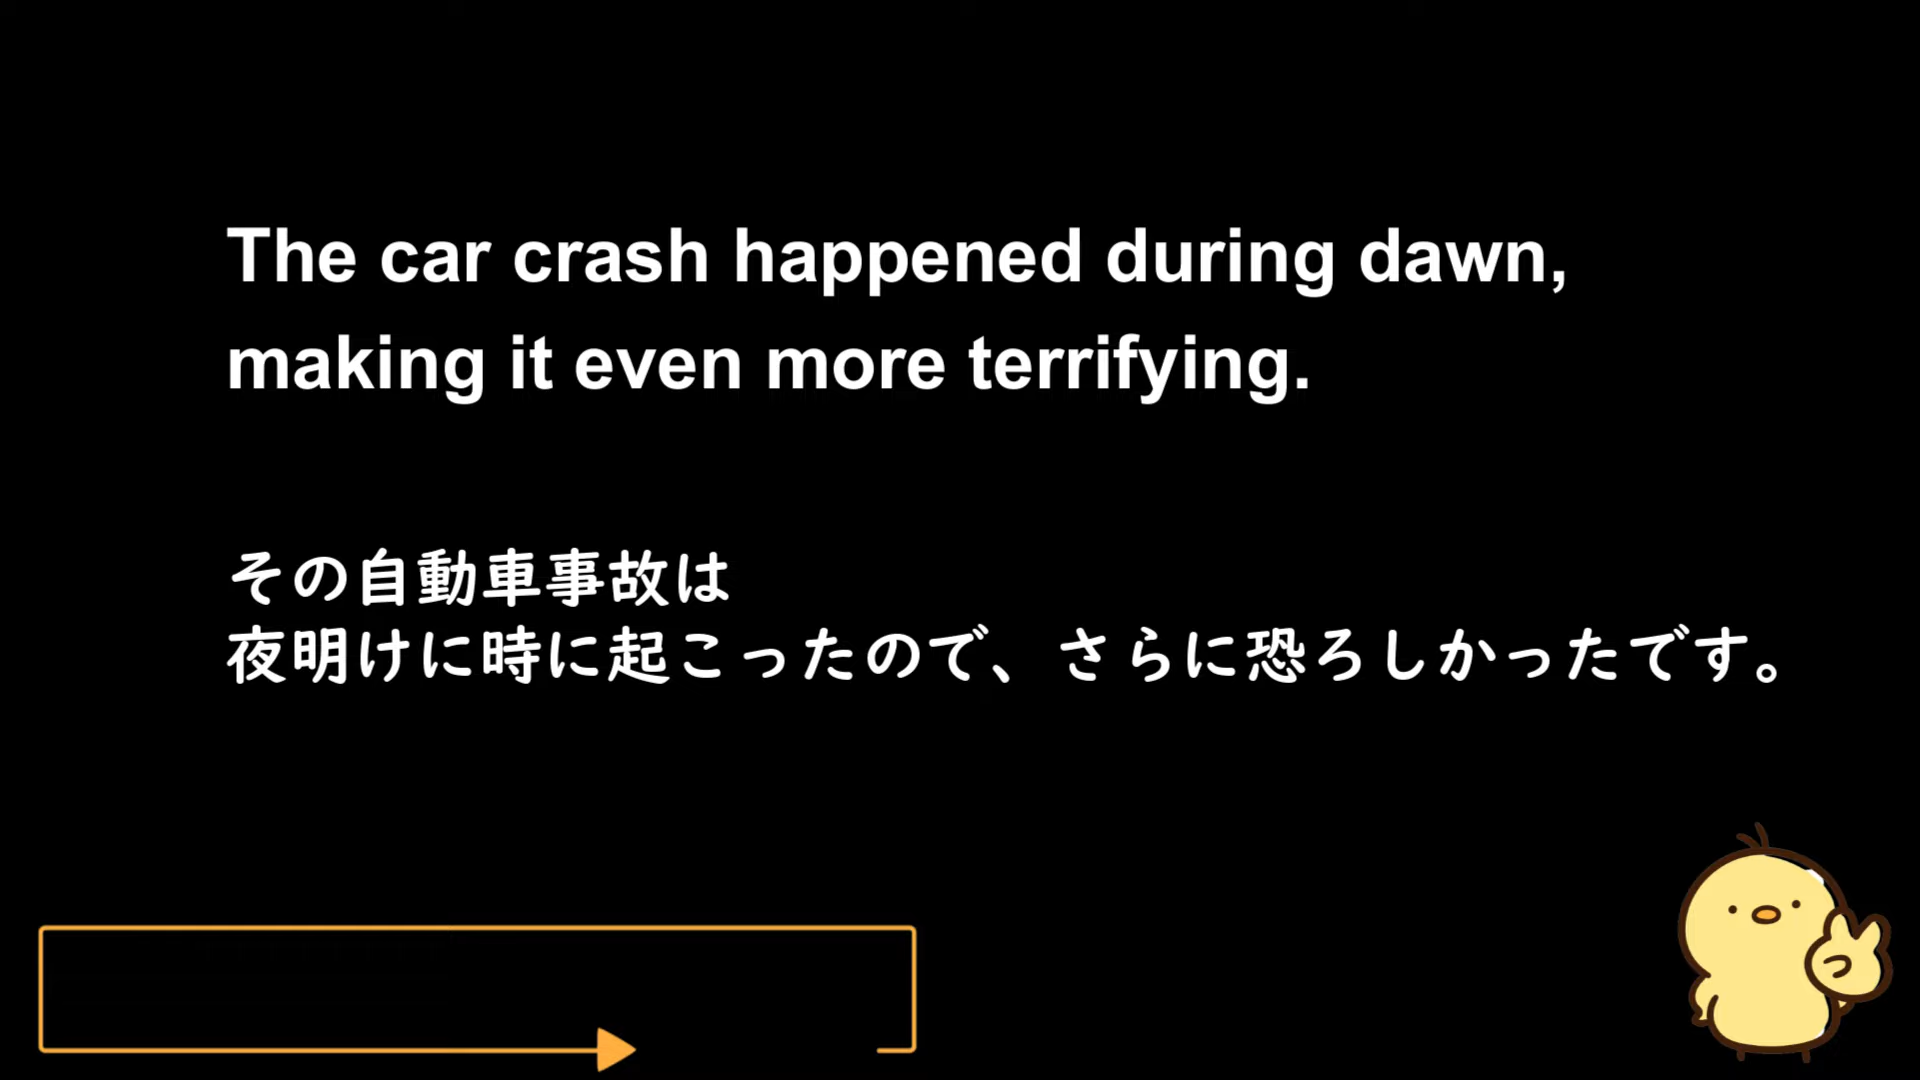 The car crash happened during dawn,
making it even more terrifying.
その自動車事故は
夜明けに時に起こったので、さらに恐ろしかったです。